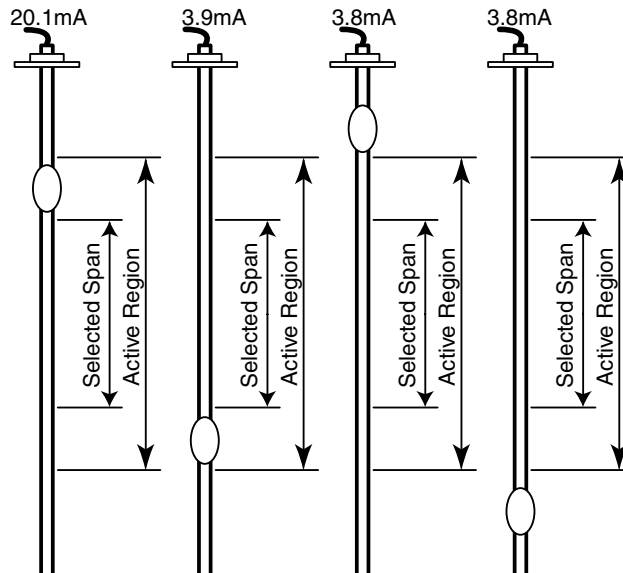 20.1mA
3.9mA
3.8mA
3.8mA
Selected Span
Active Region
Selected Span
Active Region
Selected Span
Active Region
Selected Span
Active Region